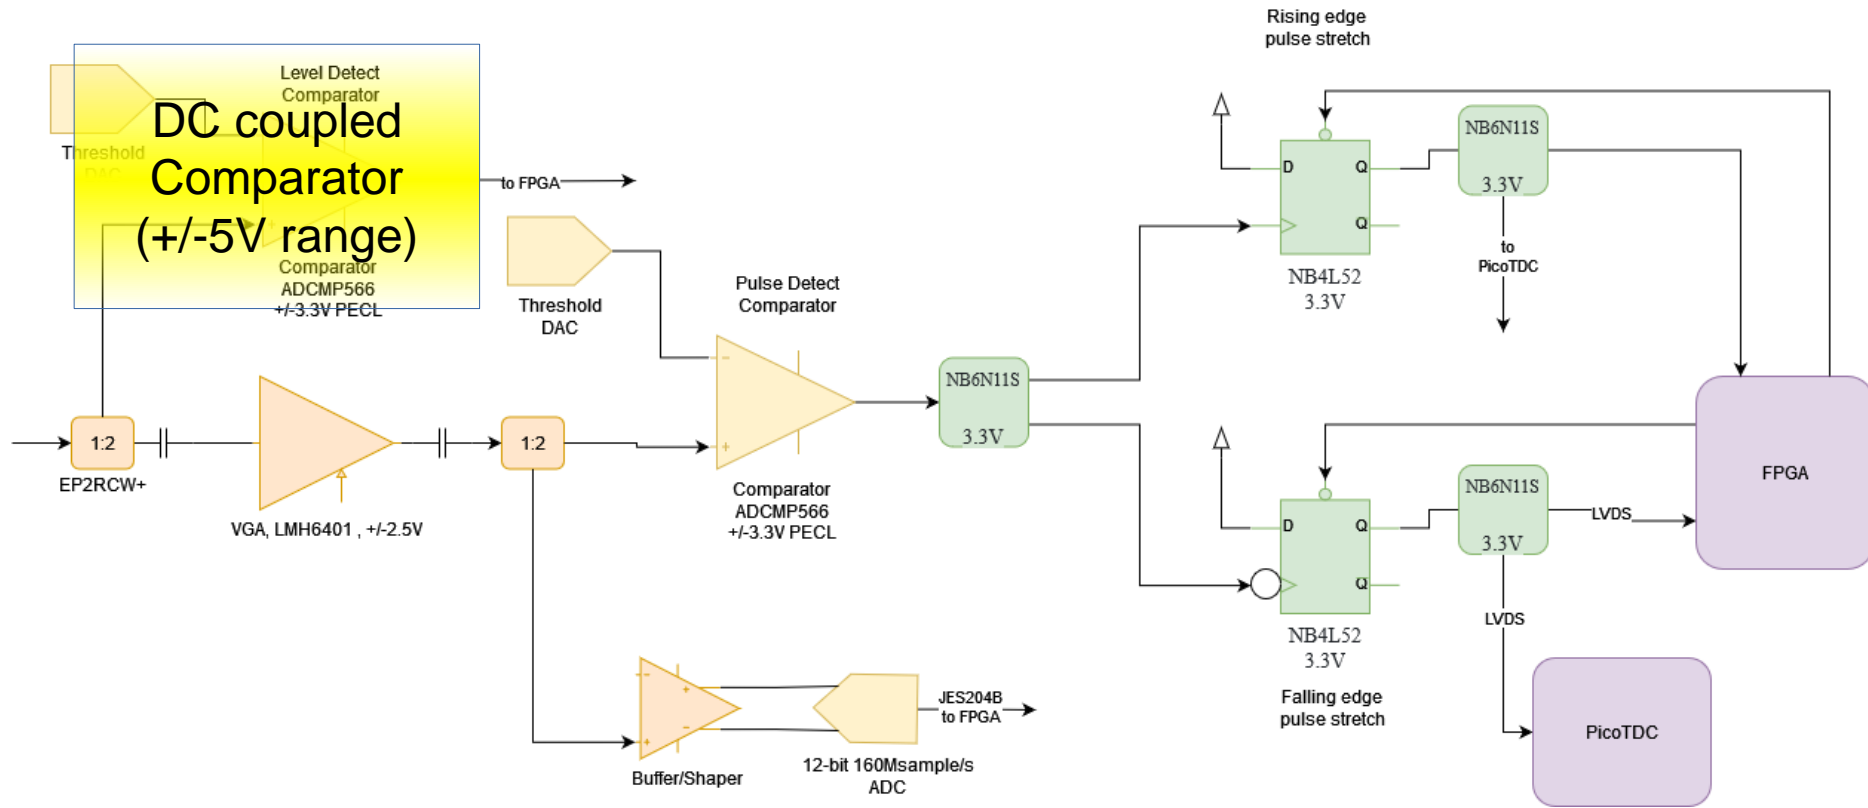 Rising edge
pulse stretch
Level Detect
Comparator
DC coupled
Comparator
(+/-5V range)
Threshold
DAC
+
Comparator
ADCMP566
+/-3.3V PECL
to FPGA
Threshold
DAC
Pulse Detect
Comparator
-
+
Comparator
ADCMP566
+/-3.3V PECL
1:2
EP2RCW+
VGA, LMH6401 , +/-2.5V
1:2
NB6N11S
3.3V
D
Q
Q
NB4L52
3.3V
NB6N11S
3.3V
to
PicoTDC
FPGA
D
Q
Q
NB4L52
3.3V
NB6N11S
3.3V
LVDS
LVDS
Falling edge
pulse stretch
PicoTDC
-
+
+
-
Buffer/Shaper
12-bit 160Msample/s
ADC
JES204B
to FPGA